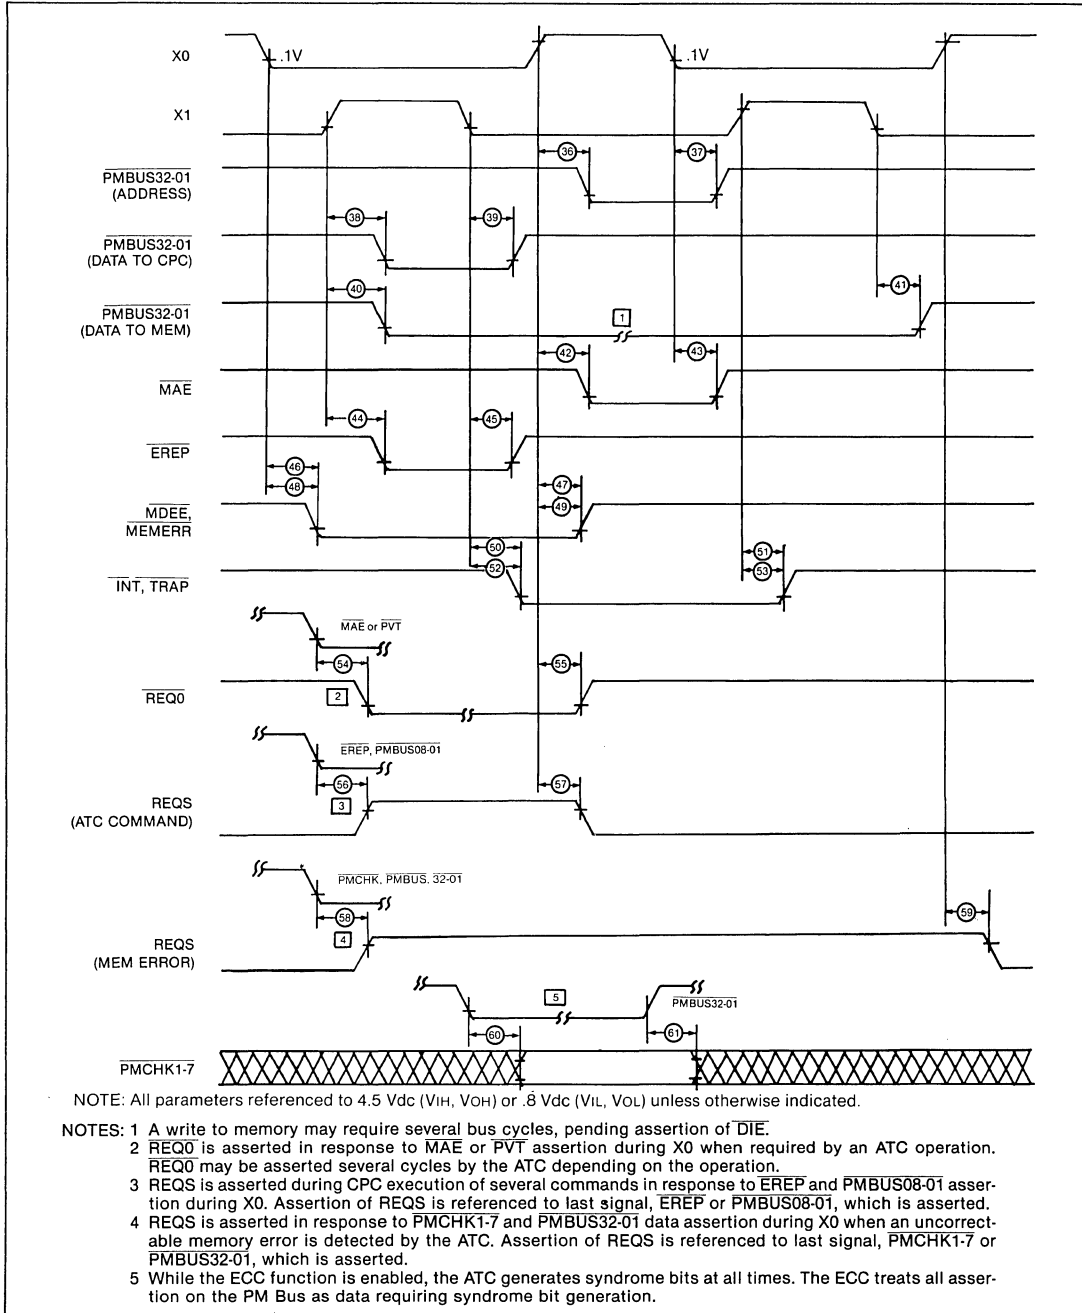 X0
.1V
.1V
X1
36
37
PMBUS32-01
(ADDRESS)
38
39
PMBUS32-01
(DATA TO CPC)
40
41
PMBUS32-01
(DATA TO MEM)
1
42
43
MAE
44
45
EREP
46
47
48
49
MDEE,
MEMERR
50
51
52
53
INT, TRAP
MAE or PVT
54
55
REQ0
2
EREP, PMBUS08-01
56
57
REQS
(ATC COMMAND)
3
PMCHK, PMBUS, 32-01
58
59
REQS
(MEM ERROR)
4
5
PMBUS32-01
60
61
PMCHK1-7
NOTE: All parameters referenced to 4.5 Vdc (VIH, VOH) or .8 Vdc (VIL, VOL) unless otherwise indicated.
NOTES: 1 A write to memory may require several bus cycles, pending assertion of DIE.
2 REQ0 is asserted in response to MAE or PVT assertion during X0 when required by an ATC operation.
REQ0 may be asserted several cycles by the ATC depending on the operation.
3 REQS is asserted during CPC execution of several commands in response to EREP and PMBUS08-01 asser-
tion during X0. Assertion of REQS is referenced to last signal, EREP or PMBUS08-01, which is asserted.
4 REQS is asserted in response to PMCHK1-7 and PMBUS32-01 data assertion during X0 when an uncorrect-
able memory error is detected by the ATC. Assertion of REQS is referenced to last signal, PMCHK1-7 or
PMBUS32-01, which is asserted.
5 While the ECC function is enabled, the ATC generates syndrome bits at all times. The ECC treats all asser-
tion on the PM Bus as data requiring syndrome bit generation.